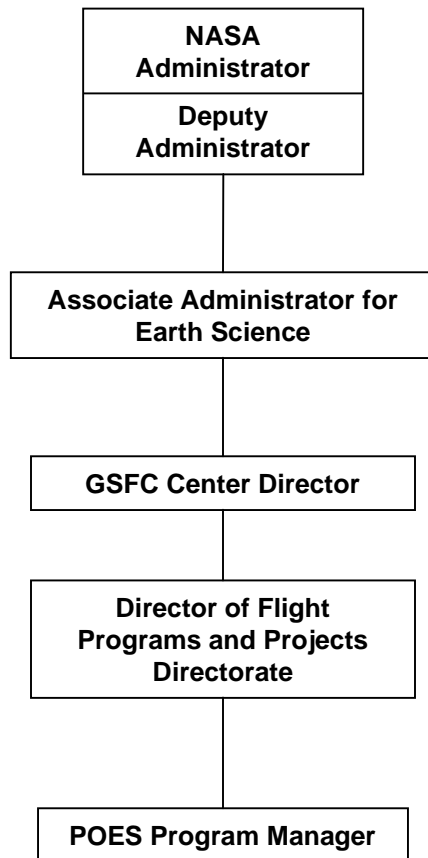 NASA
Administrator
Deputy
Administrator
Associate Administrator for
Earth Science
GSFC Center Director
Director of Flight
Programs and Projects
Directorate
POES Program Manager